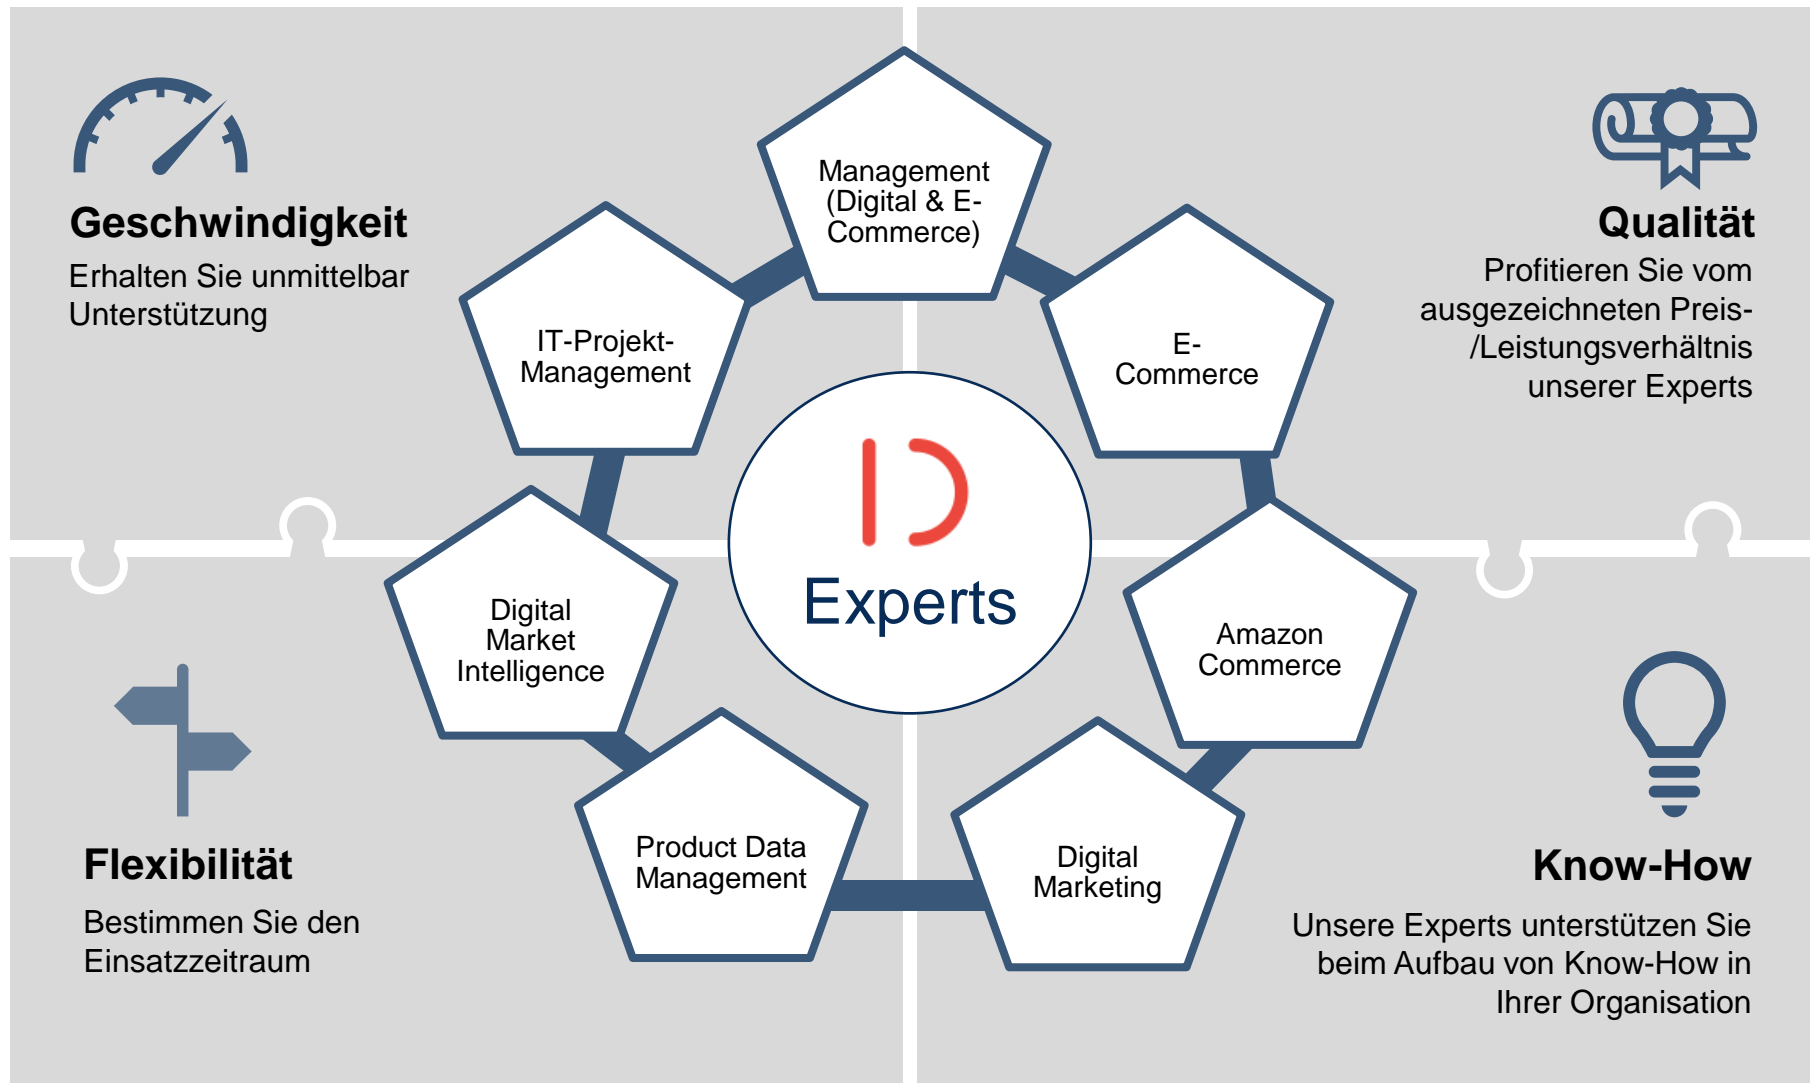 Geschwindigkeit
Erhalten Sie unmittelbar
Unterstützung
Management
(Digital & E-
Commerce)
Qualität
Profitieren Sie vom
ausgezeichneten Preis-
/Leistungsverhältnis
unserer Experts
IT-Projekt-
Management
E-
Commerce
Experts
Digital
Market
Intelligence
Amazon
Commerce
Product Data
Management
Digital
Marketing
Flexibilität
Bestimmen Sie den
Einsatzzeitraum
Know-How
Unsere Experts unterstützen Sie
beim Aufbau von Know-How in
Ihrer Organisation